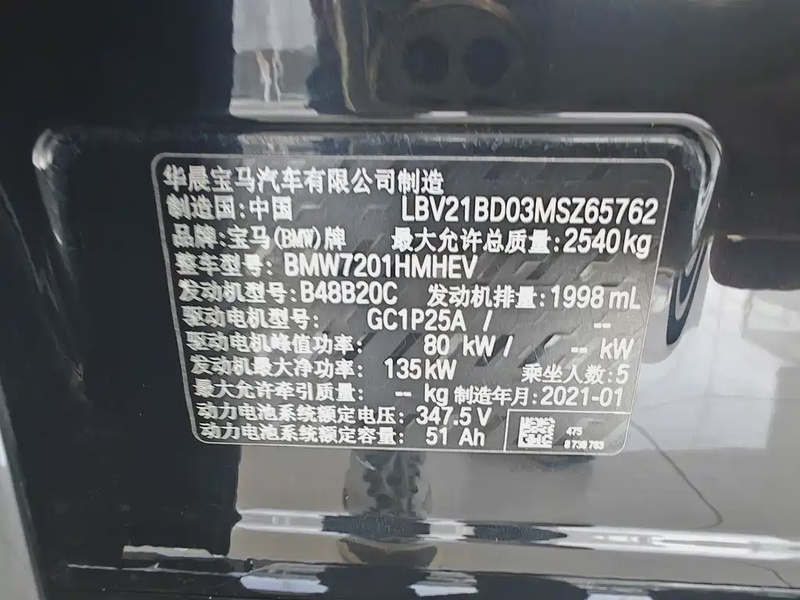 华晨宝马汽车有限公司制造
制造国:中国 LBV21BD03MSZ65762
品牌:宝马(BMW)牌 最大允许总质量:2540kg
整车型号: BMW7201HMHEV
发动机型号:B48B20C 发动机排量:1998 mL
驱动电机型号: GC1P25A / --
驱动电机峰值功率: 80 kW / -- kW
发动机最大净功率: 135kW 乘坐人数:5
最大允许牵引质量: -- kg 制造年月:2021-01
动力电池系统额定电压: 347.5 V
动力电池系统额定容量: 51 Ah
475